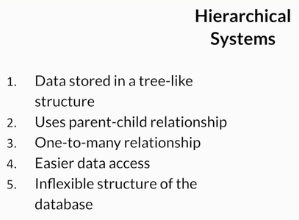 Hierarchical
Systems
1. Data stored in a tree-like
structure
2. Uses parent-child relationship
3. One-to-many relationship
4. Easier data access
5. Inflexible structure of the
database